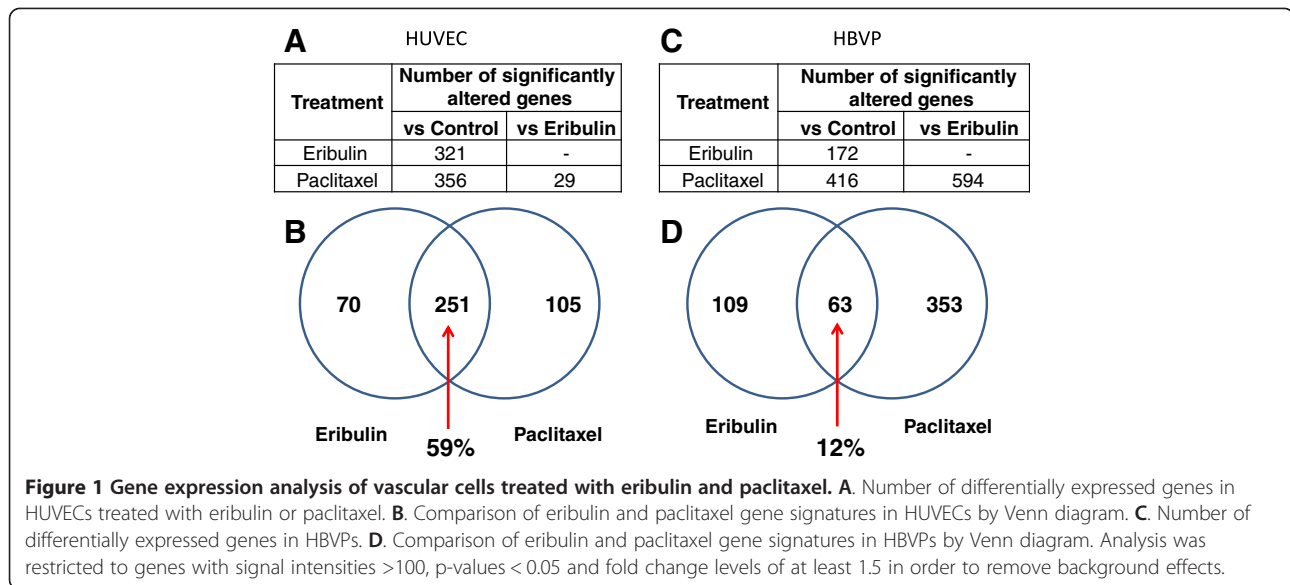 A HUVEC
Treatment Number of significantly altered genes
vs Control vs Eribulin
Eribulin 321 -
Paclitaxel 356 29
B
70 251 105
Eribulin Paclitaxel
59%
C HBVP
Treatment Number of significantly altered genes
vs Control vs Eribulin
Eribulin 172 -
Paclitaxel 416 594
D
109 63 353
Eribulin Paclitaxel
12%
Figure 1 Gene expression analysis of vascular cells treated with eribulin and paclitaxel. A. Number of differentially expressed genes in
HUVECs treated with eribulin or paclitaxel. B. Comparison of eribulin and paclitaxel gene signatures in HUVECs by Venn diagram. C. Number of
differentially expressed genes in HBVPs. D. Comparison of eribulin and paclitaxel gene signatures in HBVPs by Venn diagram. Analysis was
restricted to genes with signal intensities >100, p-values < 0.05 and fold change levels of at least 1.5 in order to remove background effects.